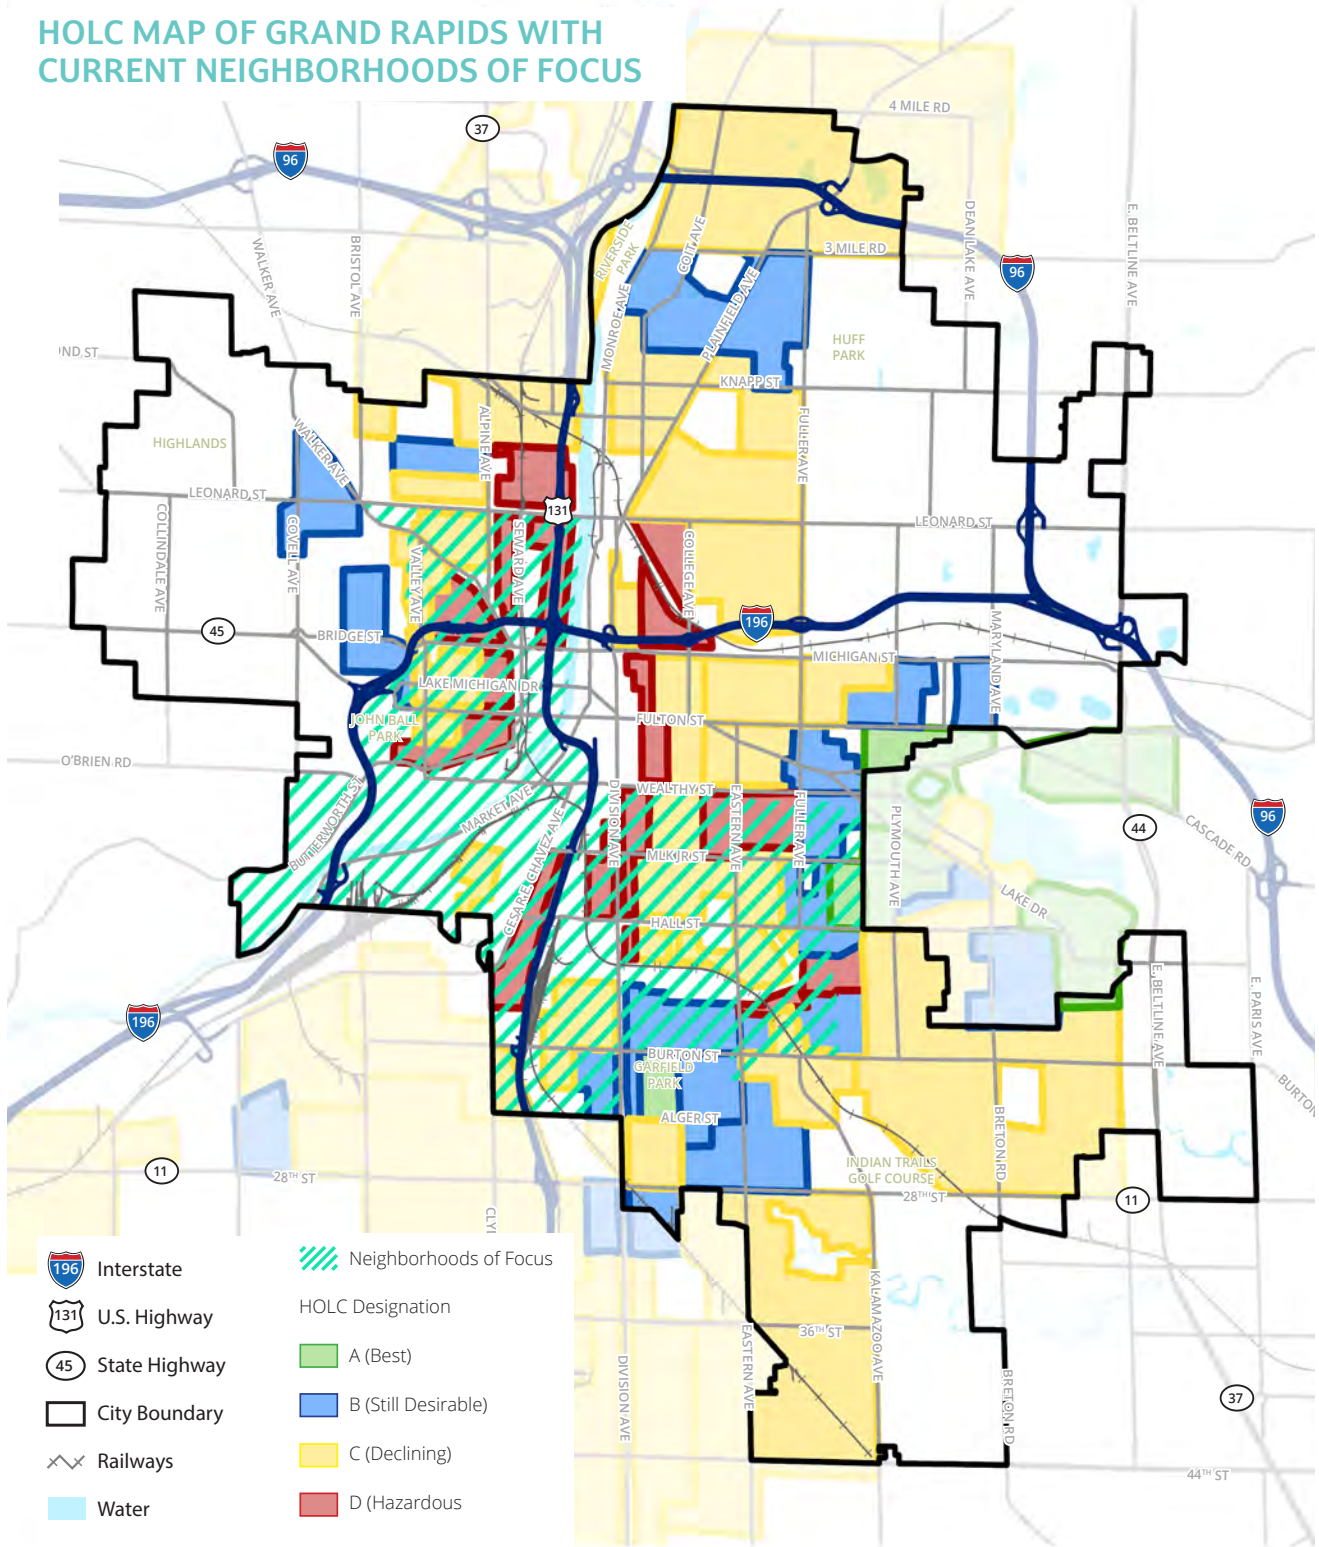 HOLC MAP OF GRAND RAPIDS WITH
CURRENT NEIGHBORHOODS OF FOCUS
4 MILE RD
37
96
WALKER AVE
BRISTOL AVE
RIVERSIDE
PARK
COIT AVE
3 MILE RD
DEAN LAKE AVE
E. BELTLINE AVE
96
MONROE AVE
PLAINFIELD AVE
HUFF
PARK
ND ST
KNAPP ST
HIGHLANDS
WALKER AVE
ALPINE AVE
FULLER AVE
LEONARD ST
131
LEONARD ST
COLLINDALE AVE
COVELL AVE
VALLEY AVE
SEWARD AVE
COLLEGE AVE
45
BRIDGE ST
196
MICHIGAN ST
MARYLAND AVE
LAKE MICHIGAN DR
JOHN BALL
PARK
FULTON ST
O'BRIEN RD
BUTTERWORTH ST
MARKET AVE
CESAR E. CHAVEZ AVE
DIVISION AVE
WEALTHY ST
EASTERN AVE
FULLER AVE
PLYMOUTH AVE
44
96
CASCADE RD
MLK JR ST
LAKE DR
HALL ST
196
E. BELTLINE AVE
E. PARIS AVE
BURTON ST
GARFIELD
PARK
BURTON
ALGER ST
BRETON RD
11
28TH ST
INDIAN TRAILS
GOLF COURSE
28TH ST
11
CLY
KALAMAZOO AVE
36TH ST
EASTERN AVE
DIVISION AVE
BRETON RD
37
44TH ST
196 Interstate
131 U.S. Highway
45 State Highway
City Boundary
Railways
Water
Neighborhoods of Focus
HOLC Designation
A (Best)
B (Still Desirable)
C (Declining)
D (Hazardous